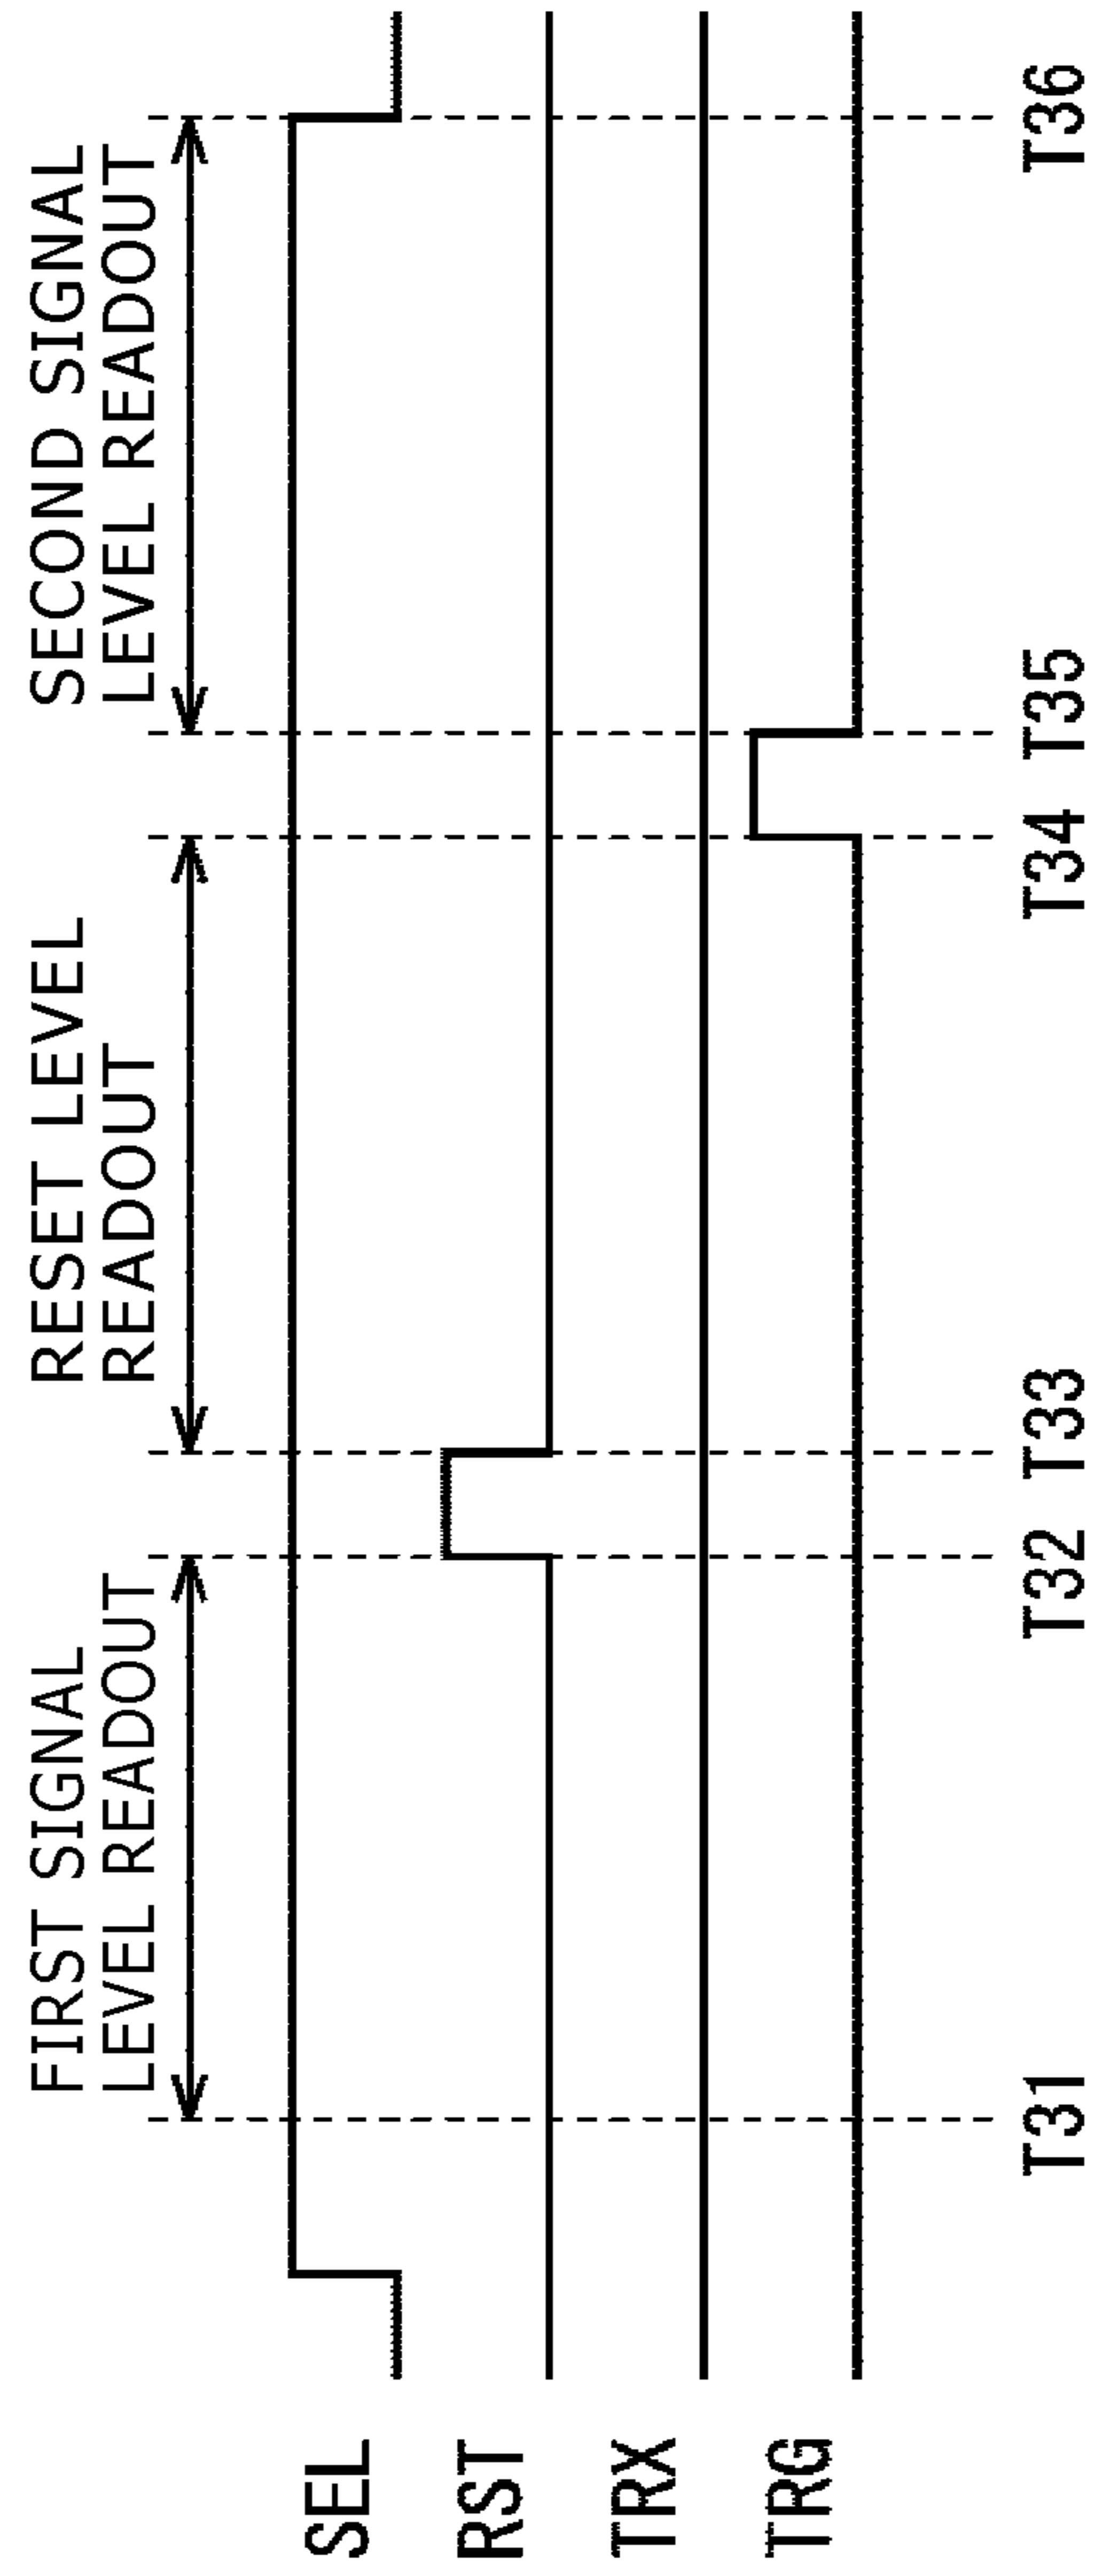 FIRST SIGNAL
LEVEL READOUT
RESET LEVEL
READOUT
SECOND SIGNAL
LEVEL READOUT
SEL
RST
TRX
TRG
T31
T32
T33
T34
T35
T36